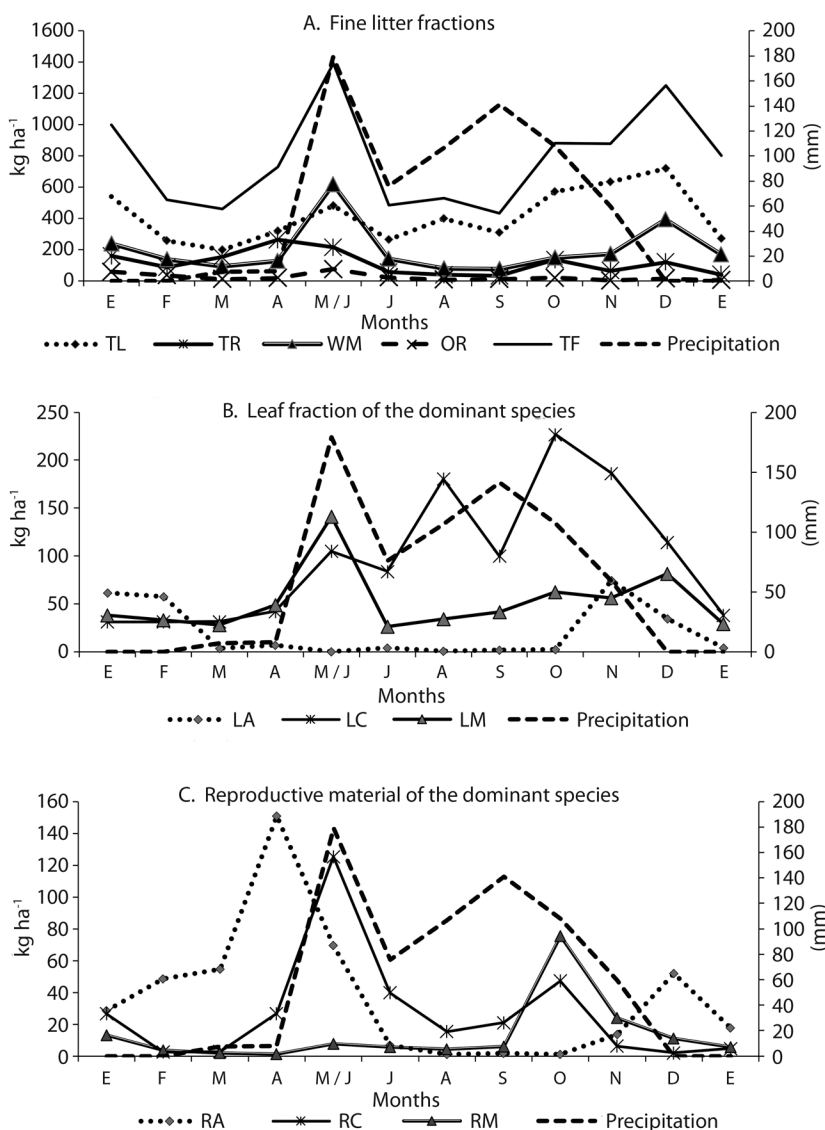 A. Fine litter fractions
1600
1400
1200
1000
800
600
400
200
0
kg ha-1
200
180
160
140
120
100
80
60
40
20
0
(mm)
E F M A M / J J A S O N D E
Months
TL TR WM OR TF Precipitation
B. Leaf fraction of the dominant species
250
200
150
100
50
0
kg ha-1
200
150
100
50
0
(mm)
E F M A M / J J A S O N D E
Months
LA LC LM Precipitation
C. Reproductive material of the dominant species
160
140
120
100
80
60
40
20
0
kg ha-1
200
180
160
140
120
100
80
60
40
20
0
(mm)
E F M A M / J J A S O N D E
Months
RA RC RM Precipitation